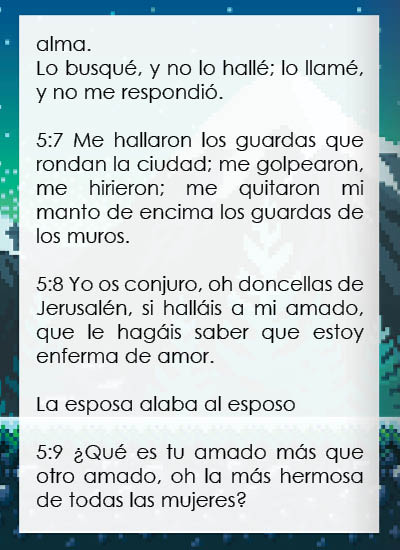 alma.
Lo busqué, y no lo hallé; lo llamé,
y no me respondió.
5:7 Me hallaron los guardas que
rondan la ciudad; me golpearon,
me hirieron; me quitaron mi
manto de encima los guardas de
los muros.
5:8 Yo os conjuro, oh doncellas de
Jerusalén, si halláis a mi amado,
que le hagáis saber que estoy
enferma de amor.
La esposa alaba al esposo
5:9 ¿Qué es tu amado más que
otro amado, oh la más hermosa
de todas las mujeres?